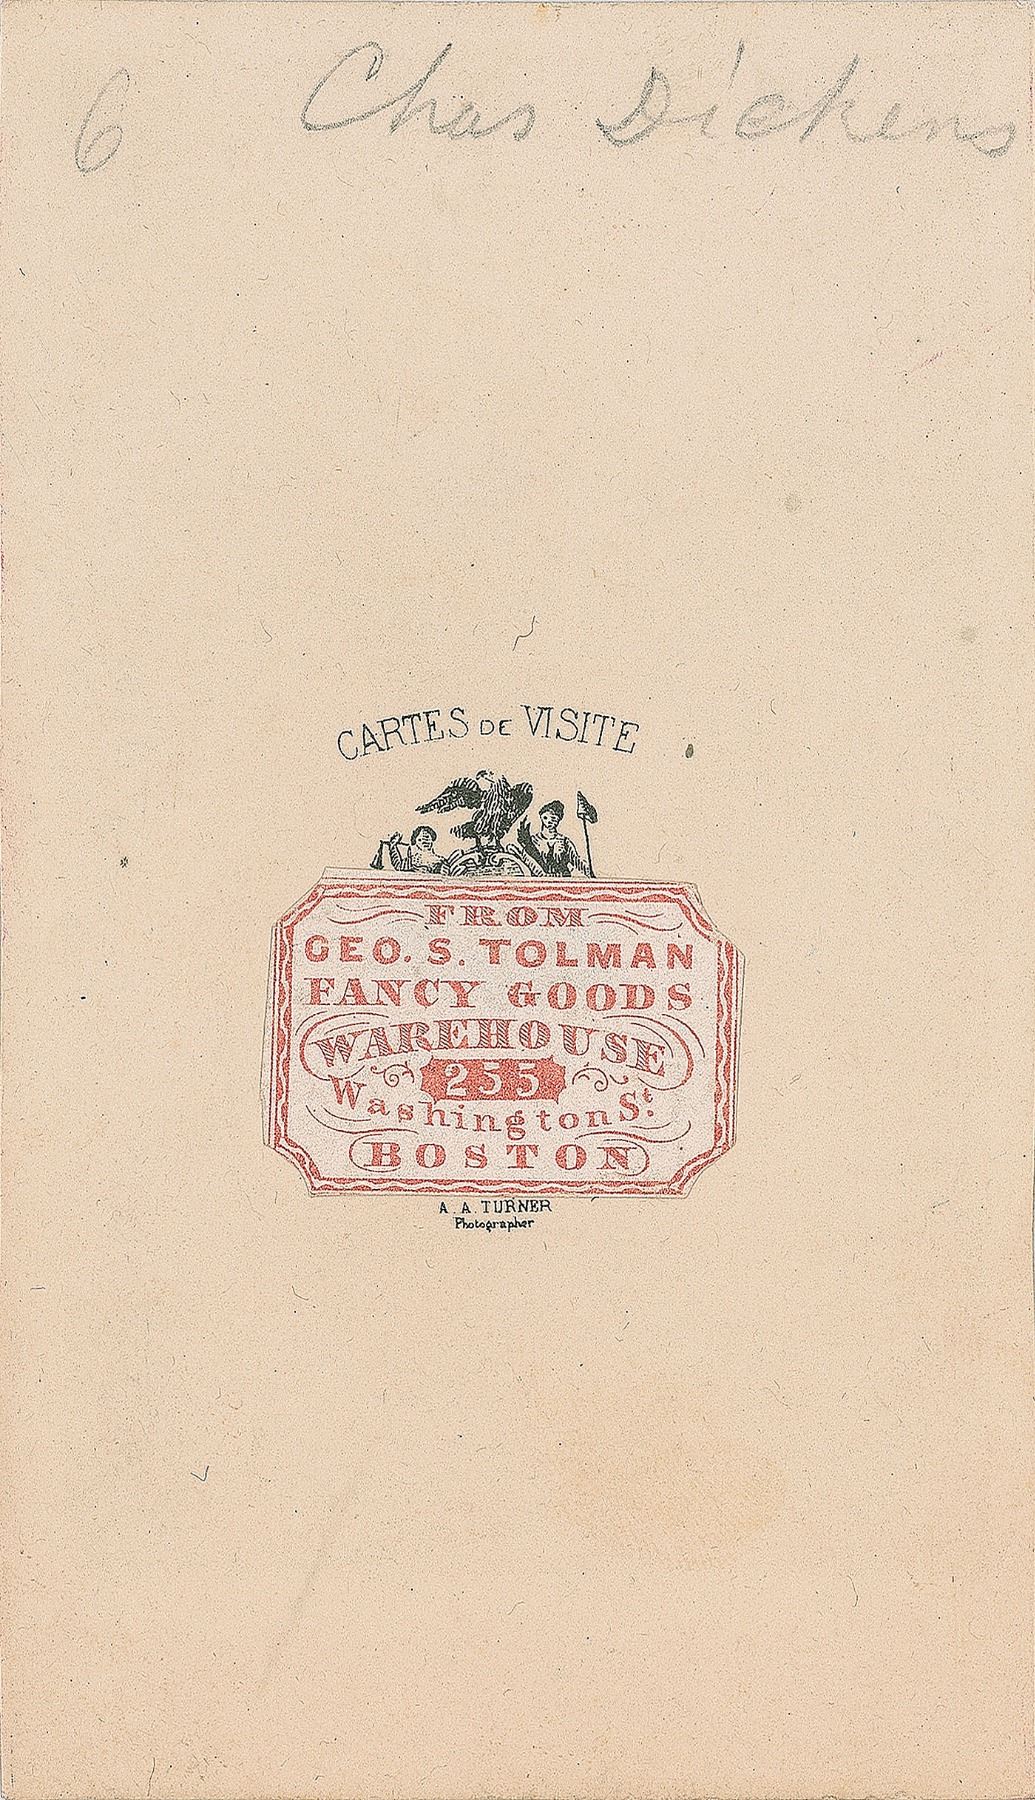 6 Chas Dickens
CARTES DE VISITE
FROM
GEO. S. TOLMAN
FANCY GOODS
WAREHOUSE
255
Washington St.
BOSTON
A. A. TURNER
Photographer